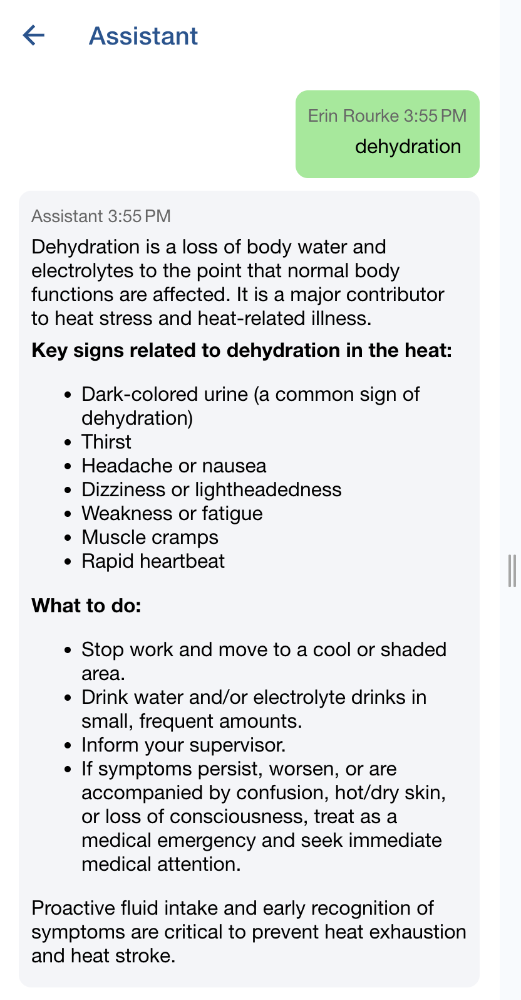 Assistant
Erin Rourke 3:55 PM
dehydration
Assistant 3:55 PM
Dehydration is a loss of body water and
electrolytes to the point that normal body
functions are affected. It is a major contributor
to heat stress and heat-related illness.
Key signs related to dehydration in the heat:
• Dark-colored urine (a common sign of
dehydration)
• Thirst
• Headache or nausea
• Dizziness or lightheadedness
• Weakness or fatigue
• Muscle cramps
• Rapid heartbeat
What to do:
• Stop work and move to a cool or shaded
area.
• Drink water and/or electrolyte drinks in
small, frequent amounts.
• Inform your supervisor.
• If symptoms persist, worsen, or are
accompanied by confusion, hot/dry skin,
or loss of consciousness, treat as a
medical emergency and seek immediate
medical attention.
Proactive fluid intake and early recognition of
symptoms are critical to prevent heat exhaustion
and heat stroke.